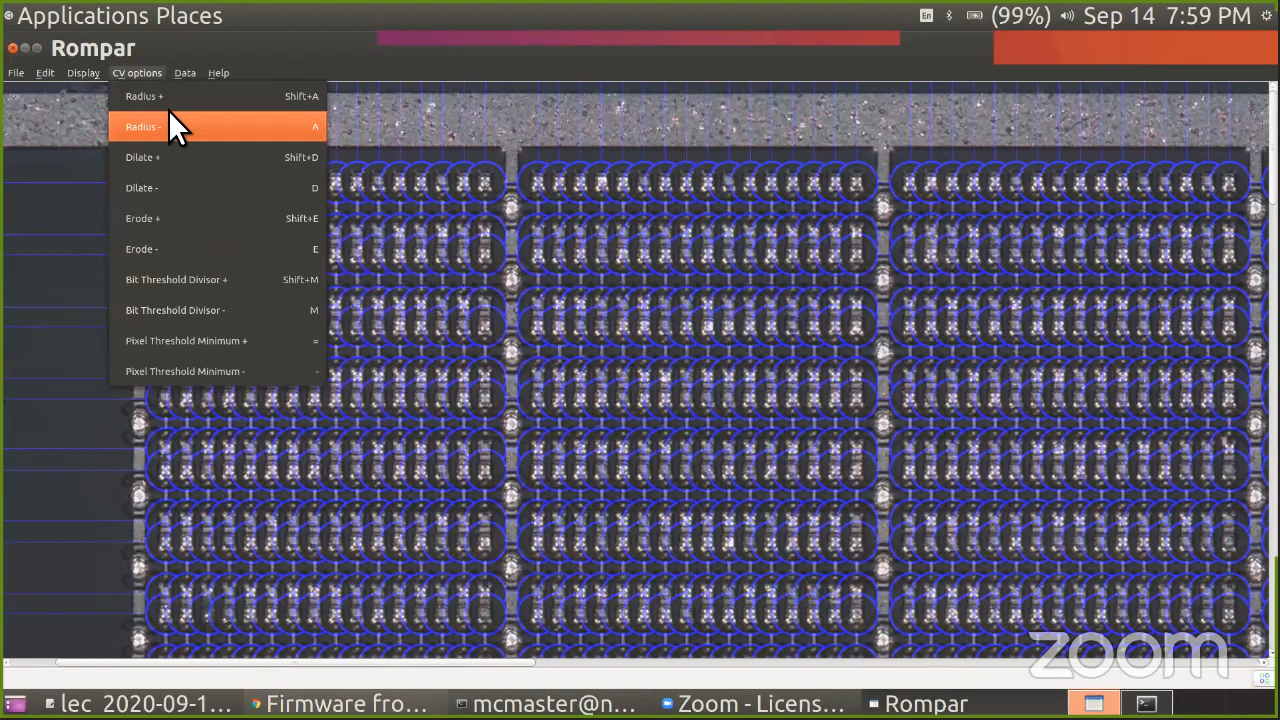 Applications Places
En (99%) Sep 14 7:59 PM
Rompar
File Edit Display CV options Data Help
Radius + Shift+A
Radius - A
Dilate + Shift+D
Dilate - D
Erode + Shift+E
Erode - E
Bit Threshold Divisor + Shift+M
Bit Threshold Divisor - M
Pixel Threshold Minimum + =
Pixel Threshold Minimum - -
zoom
lec_2020-09-1... Firmware fro... mcmaster@n... Zoom - Licens... Rompar